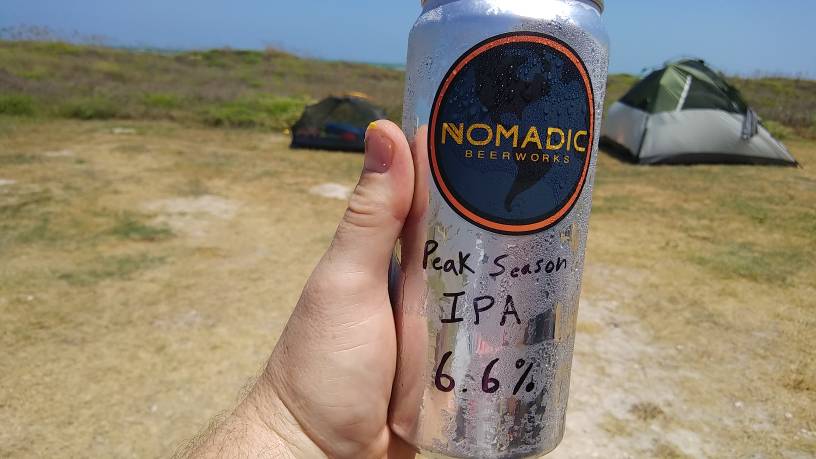 NOMADIC
BEERWORKS
Peak Season
IPA
6.6%